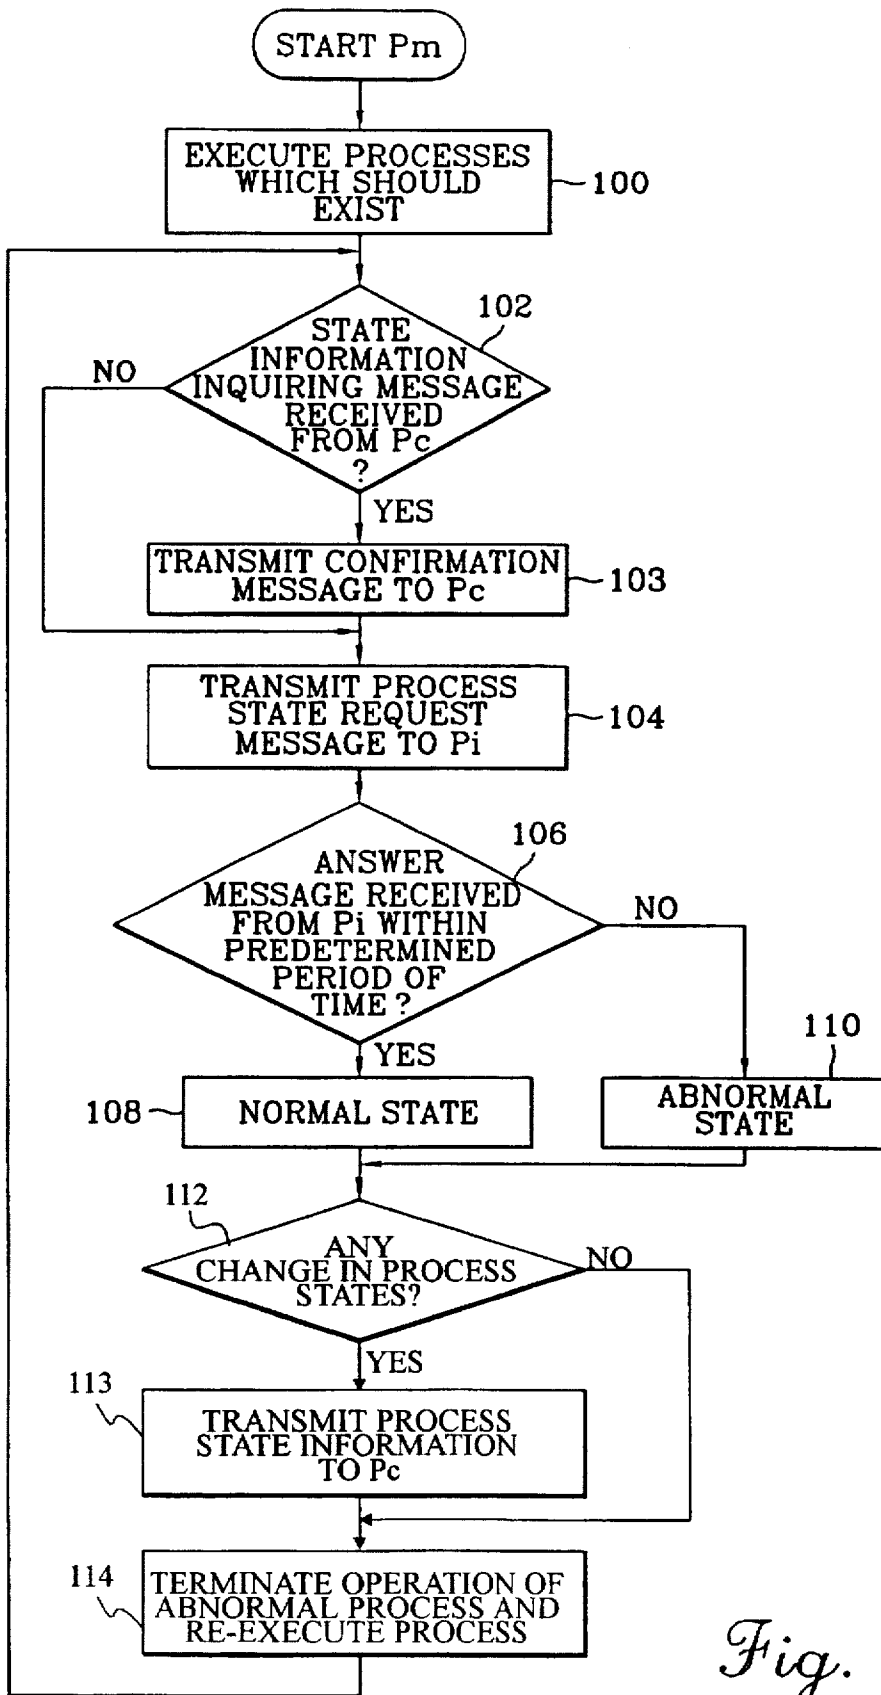 START Pm
EXECUTE PROCESSES
WHICH SHOULD
EXIST
100
102
STATE
INFORMATION
INQUIRING MESSAGE
RECEIVED
FROM Pc
?
NO
YES
TRANSMIT CONFIRMATION
MESSAGE TO Pc
103
TRANSMIT PROCESS
STATE REQUEST
MESSAGE TO Pi
104
106
ANSWER
MESSAGE RECEIVED
FROM Pi WITHIN
PREDETERMINED
PERIOD OF
TIME ?
NO
YES
108
NORMAL STATE
110
ABNORMAL
STATE
112
ANY
CHANGE IN PROCESS
STATES?
NO
YES
113
TRANSMIT PROCESS
STATE INFORMATION
TO Pc
114
TERMINATE OPERATION OF
ABNORMAL PROCESS AND
RE-EXECUTE PROCESS
Fig.